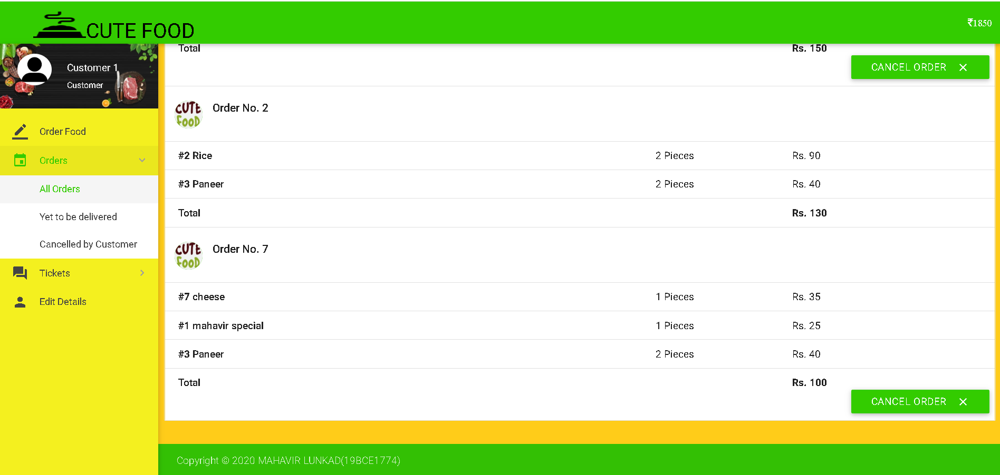 CUTE FOOD
₹1850
Customer 1
Customer
Order Food
Orders
All Orders
Yet to be delivered
Cancelled by Customer
Tickets
Edit Details
Total Rs. 150
CANCEL ORDER
CUTE FOOD
Order No. 2
#2 Rice 2 Pieces Rs. 90
#3 Paneer 2 Pieces Rs. 40
Total Rs. 130
CUTE FOOD
Order No. 7
#7 cheese 1 Pieces Rs. 35
#1 mahavir special 1 Pieces Rs. 25
#3 Paneer 2 Pieces Rs. 40
Total Rs. 100
CANCEL ORDER
Copyright © 2020 MAHAVIR LUNKAD(19BCE1774)